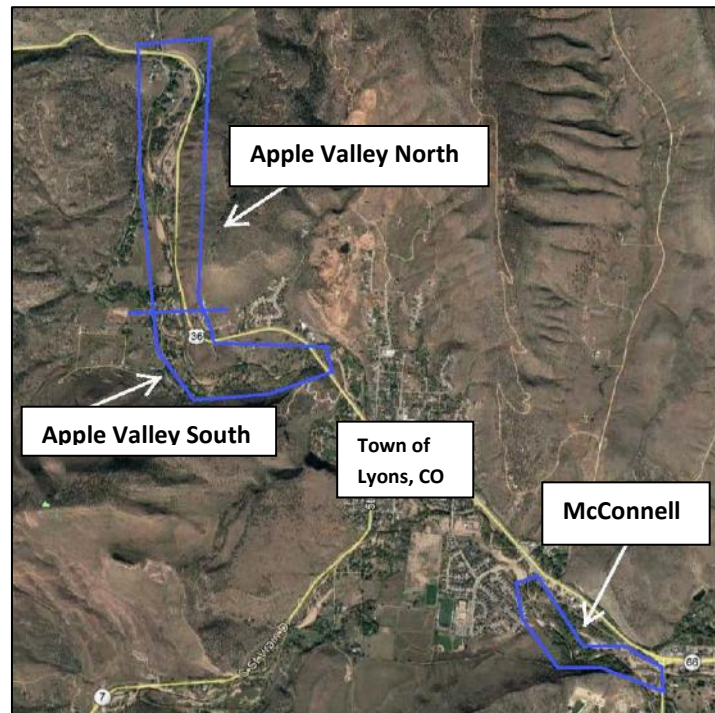 Apple Valley North
36
Apple Valley South
Town of
Lyons, CO
McConnell
66
7